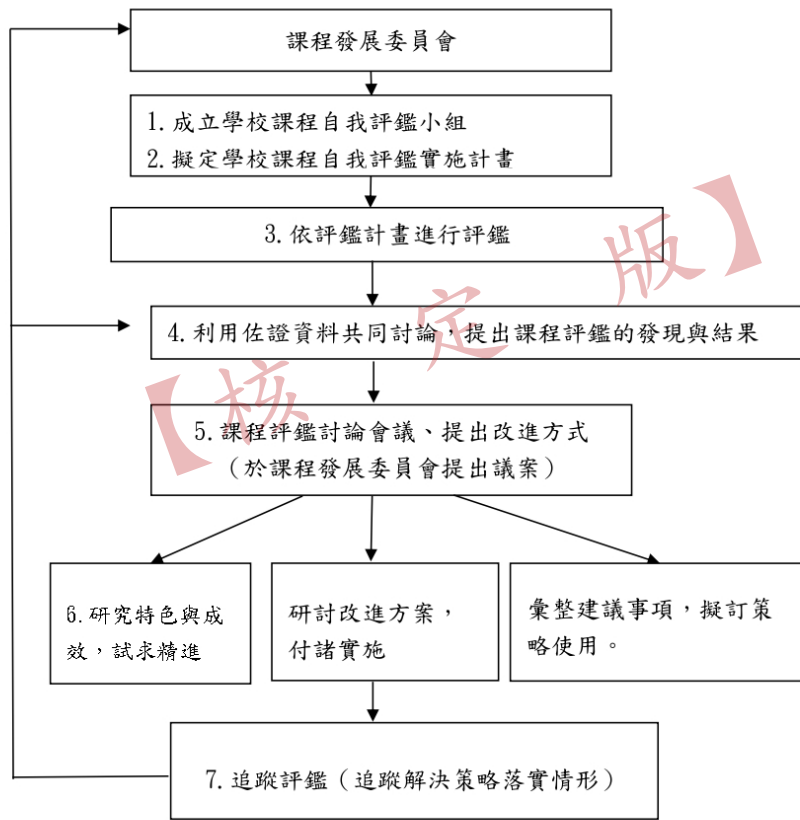 課程發展委員會
1.成立學校課程自我評鑑小組
2.擬定學校課程自我評鑑實施計畫
3.依評鑑計畫進行評鑑
4.利用佐證資料共同討論，提出課程評鑑的發現與結果
5.課程評鑑討論會議、提出改進方式
（於課程發展委員會提出議案）
6.研究特色與成
效，試求精進
研討改進方案，
付諸實施
彙整建議事項，擬訂策
略使用。
7.追蹤評鑑（追蹤解決策略落實情形）
【核定版】